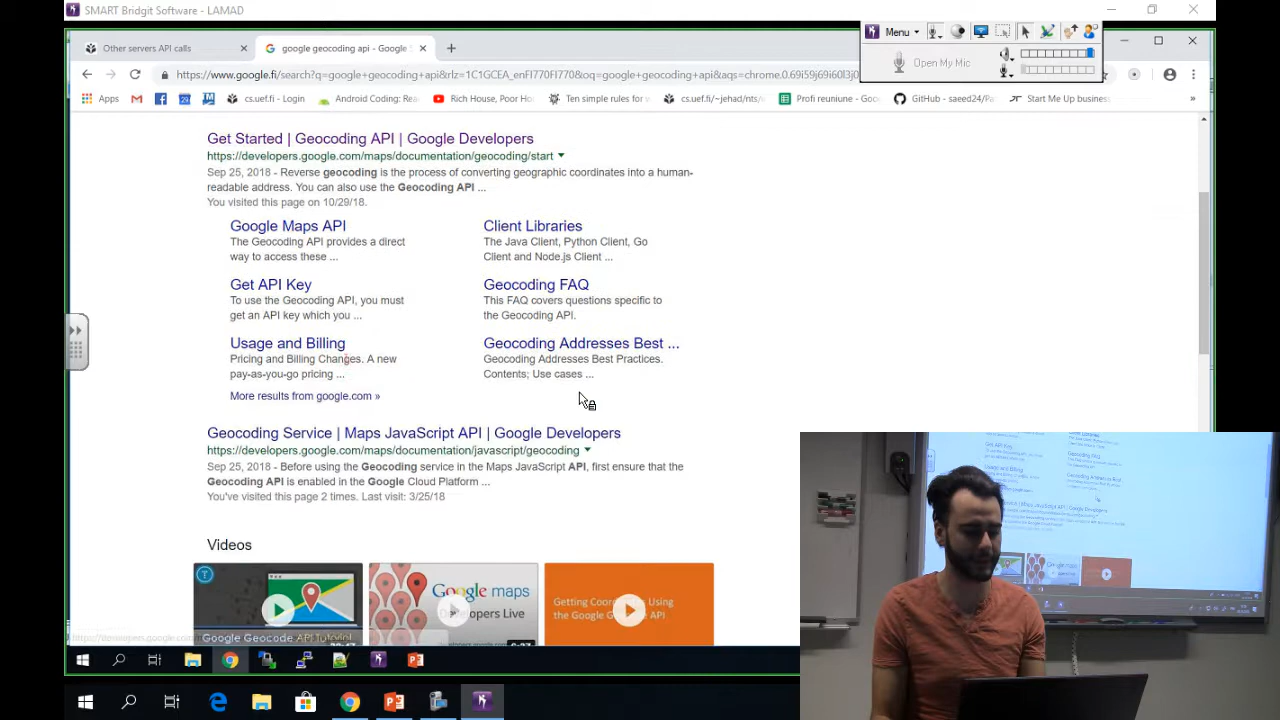 SMART Bridgit Software - LAMAD
Other servers API calls
google geocoding api - Google
Menu
Open My Mic
https://www.google.fi/search?q=google+geocoding+api&rlz=1C1GCEA_enFI770FI770&oq=google+geocoding+api&aqs=chrome.0.69i59j69i60l3j0
Apps
cs.uef.fi - Login
Android Coding: Re
Rich House, Poor Ho
Ten simple rules fo
cs.uef.fi/~jehad/nts/
Profi reuniune - Go
GitHub - saeed24/Pa
Start Me Up busines
»
Get Started | Geocoding API | Google Developers
https://developers.google.com/maps/documentation/geocoding/start
Sep 25, 2018 - Reverse geocoding is the process of converting geographic coordinates into a human-
readable address. You can also use the Geocoding API ...
You visited this page on 10/29/18.
Google Maps API
The Geocoding API provides a direct
way to access these ...
Client Libraries
The Java Client, Python Client, Go
Client and Node.js Client ...
Get API Key
To use the Geocoding API, you must
get an API key which you ...
Geocoding FAQ
This FAQ covers questions specific to
the Geocoding API.
Usage and Billing
Pricing and Billing Changes. A new
pay-as-you-go pricing ...
Geocoding Addresses Best ...
Geocoding Addresses Best Practices.
Contents; Use cases ...
More results from google.com »
Geocoding Service | Maps JavaScript API | Google Developers
https://developers.google.com/maps/documentation/javascript/geocoding
Sep 25, 2018 - Before using the Geocoding service in the Maps JavaScript API, first ensure that the
Geocoding API is enabled in the Google Cloud Platform ...
You've visited this page 2 times. Last visit: 3/25/18
Videos
Google Geocode API Tutorial
Google maps
Developers Live
Getting Coordinates Using
the Google Geocode API